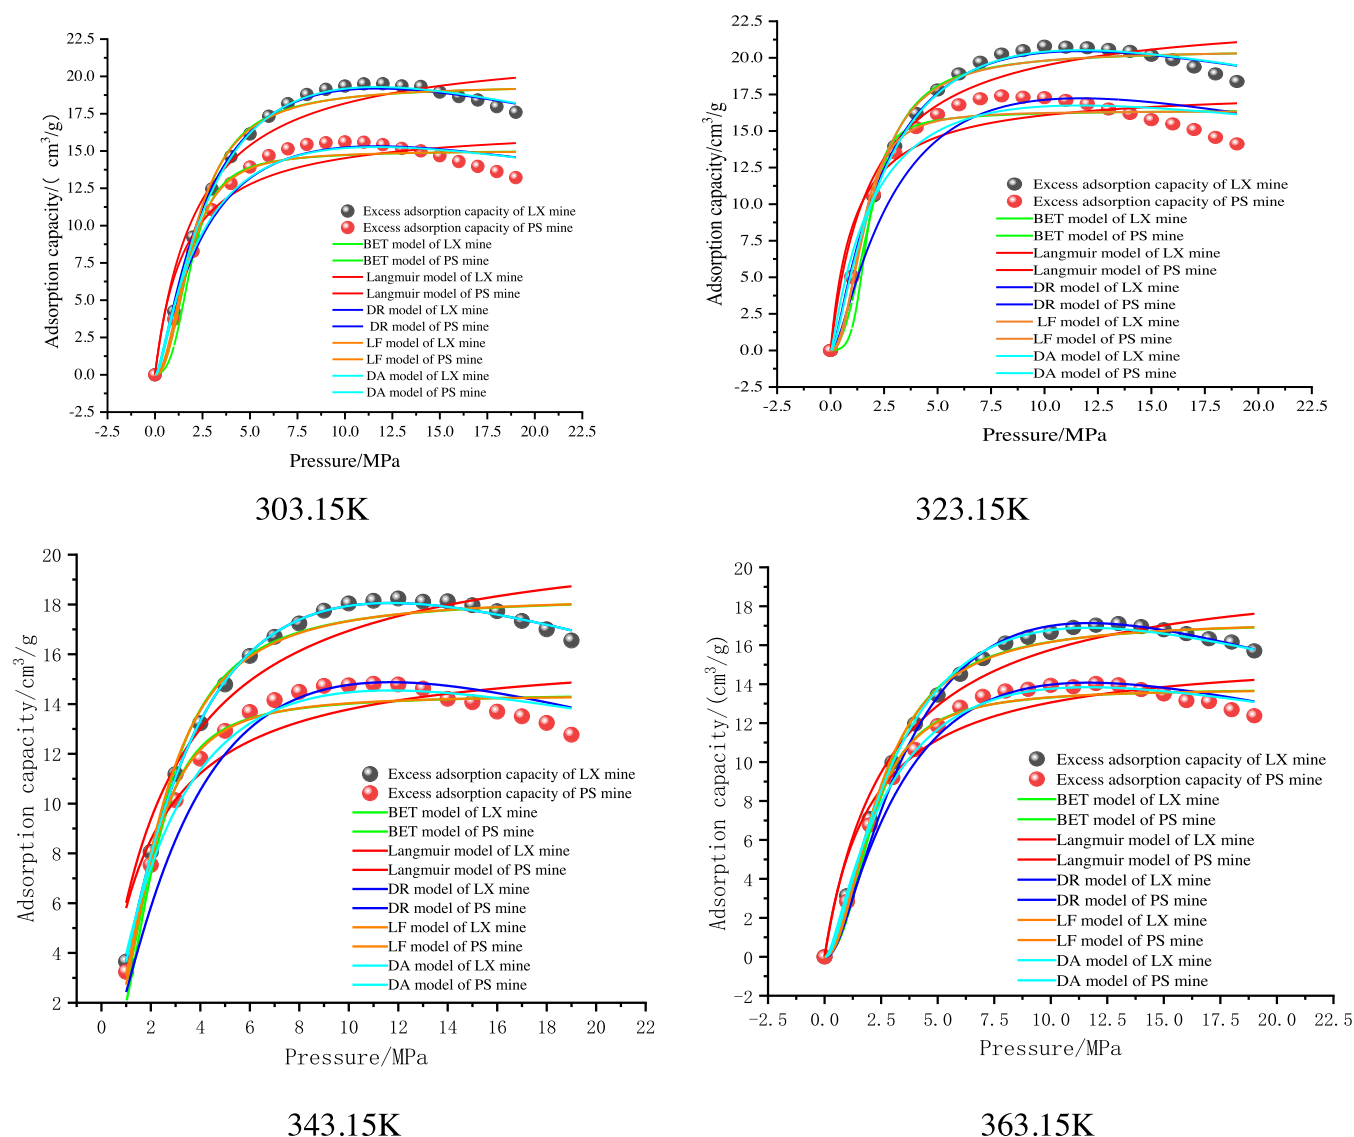 22.5
20.0
17.5
15.0
12.5
10.0
7.5
5.0
2.5
0.0
-2.5
Adsorption capacity/( cm³/g)
Excess adsorption capacity of LX mine
Excess adsorption capacity of PS mine
BET model of LX mine
BET model of PS mine
Langmuir model of LX mine
Langmuir model of PS mine
DR model of LX mine
DR model of PS mine
LF model of LX mine
LF model of PS mine
DA model of LX mine
DA model of PS mine
-2.5 0.0 2.5 5.0 7.5 10.0 12.5 15.0 17.5 20.0 22.5
Pressure/MPa
303.15K
22.5
20.0
17.5
15.0
12.5
10.0
7.5
5.0
2.5
0.0
-2.5
Adsorption capacity/cm³/g
Excess adsorption capacity of LX mine
Excess adsorption capacity of PS mine
BET model of LX mine
BET model of PS mine
Langmuir model of LX mine
Langmuir model of PS mine
DR model of LX mine
DR model of PS mine
LF model of LX mine
LF model of PS mine
DA model of LX mine
DA model of PS mine
-2.5 0.0 2.5 5.0 7.5 10.0 12.5 15.0 17.5 20.0 22.5
Pressure/MPa
323.15K
20
18
16
14
12
10
8
6
4
2
Adsorption capacity/cm³/g
Excess adsorption capacity of LX mine
Excess adsorption capacity of PS mine
BET model of LX mine
BET model of PS mine
Langmuir model of LX mine
Langmuir model of PS mine
DR model of LX mine
DR model of PS mine
LF model of LX mine
LF model of PS mine
DA model of LX mine
DA model of PS mine
0 2 4 6 8 10 12 14 16 18 20 22
Pressure/MPa
343.15K
20
18
16
14
12
10
8
6
4
2
0
-2
Adsorption capacity/(cm³/g)
Excess adsorption capacity of LX mine
Excess adsorption capacity of PS mine
BET model of LX mine
BET model of PS mine
Langmuir model of LX mine
Langmuir model of PS mine
DR model of LX mine
DR model of PS mine
LF model of LX mine
LF model of PS mine
DA model of LX mine
DA model of PS mine
-2.5 0.0 2.5 5.0 7.5 10.0 12.5 15.0 17.5 20.0 22.5
Pressure/MPa
363.15K